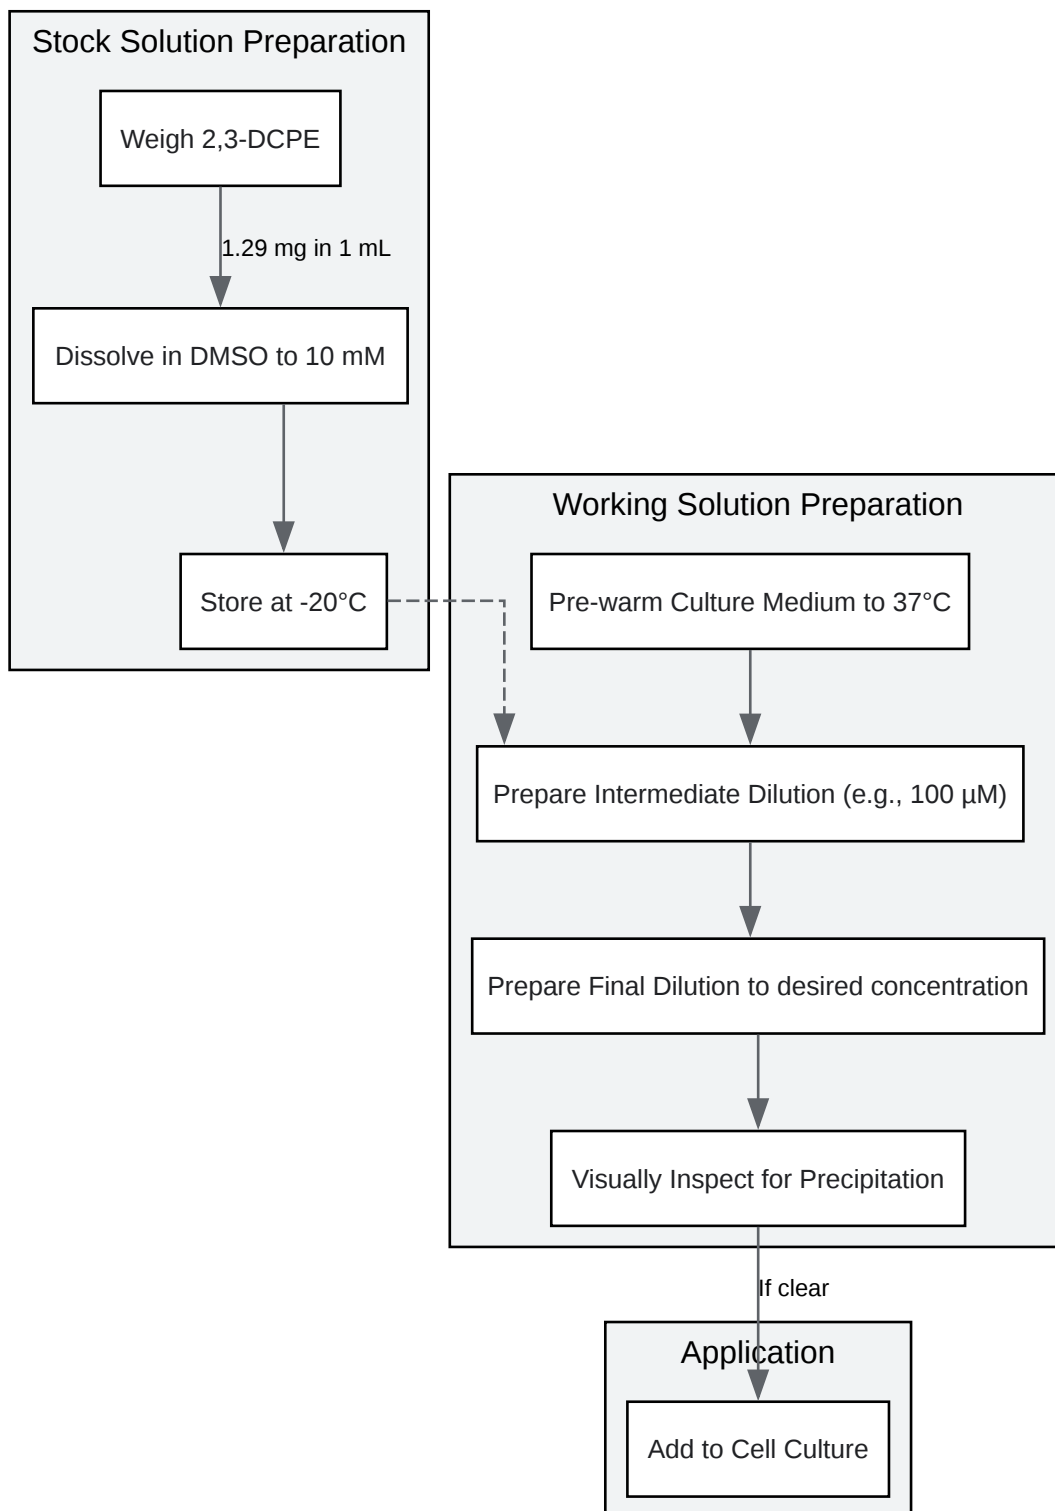 Stock Solution Preparation
Weigh 2,3-DCPE
1.29 mg in 1 mL
Dissolve in DMSO to 10 mM
Store at -20°C
Working Solution Preparation
Pre-warm Culture Medium to 37°C
Prepare Intermediate Dilution (e.g., 100 µM)
Prepare Final Dilution to desired concentration
Visually Inspect for Precipitation
If clear
Application
Add to Cell Culture